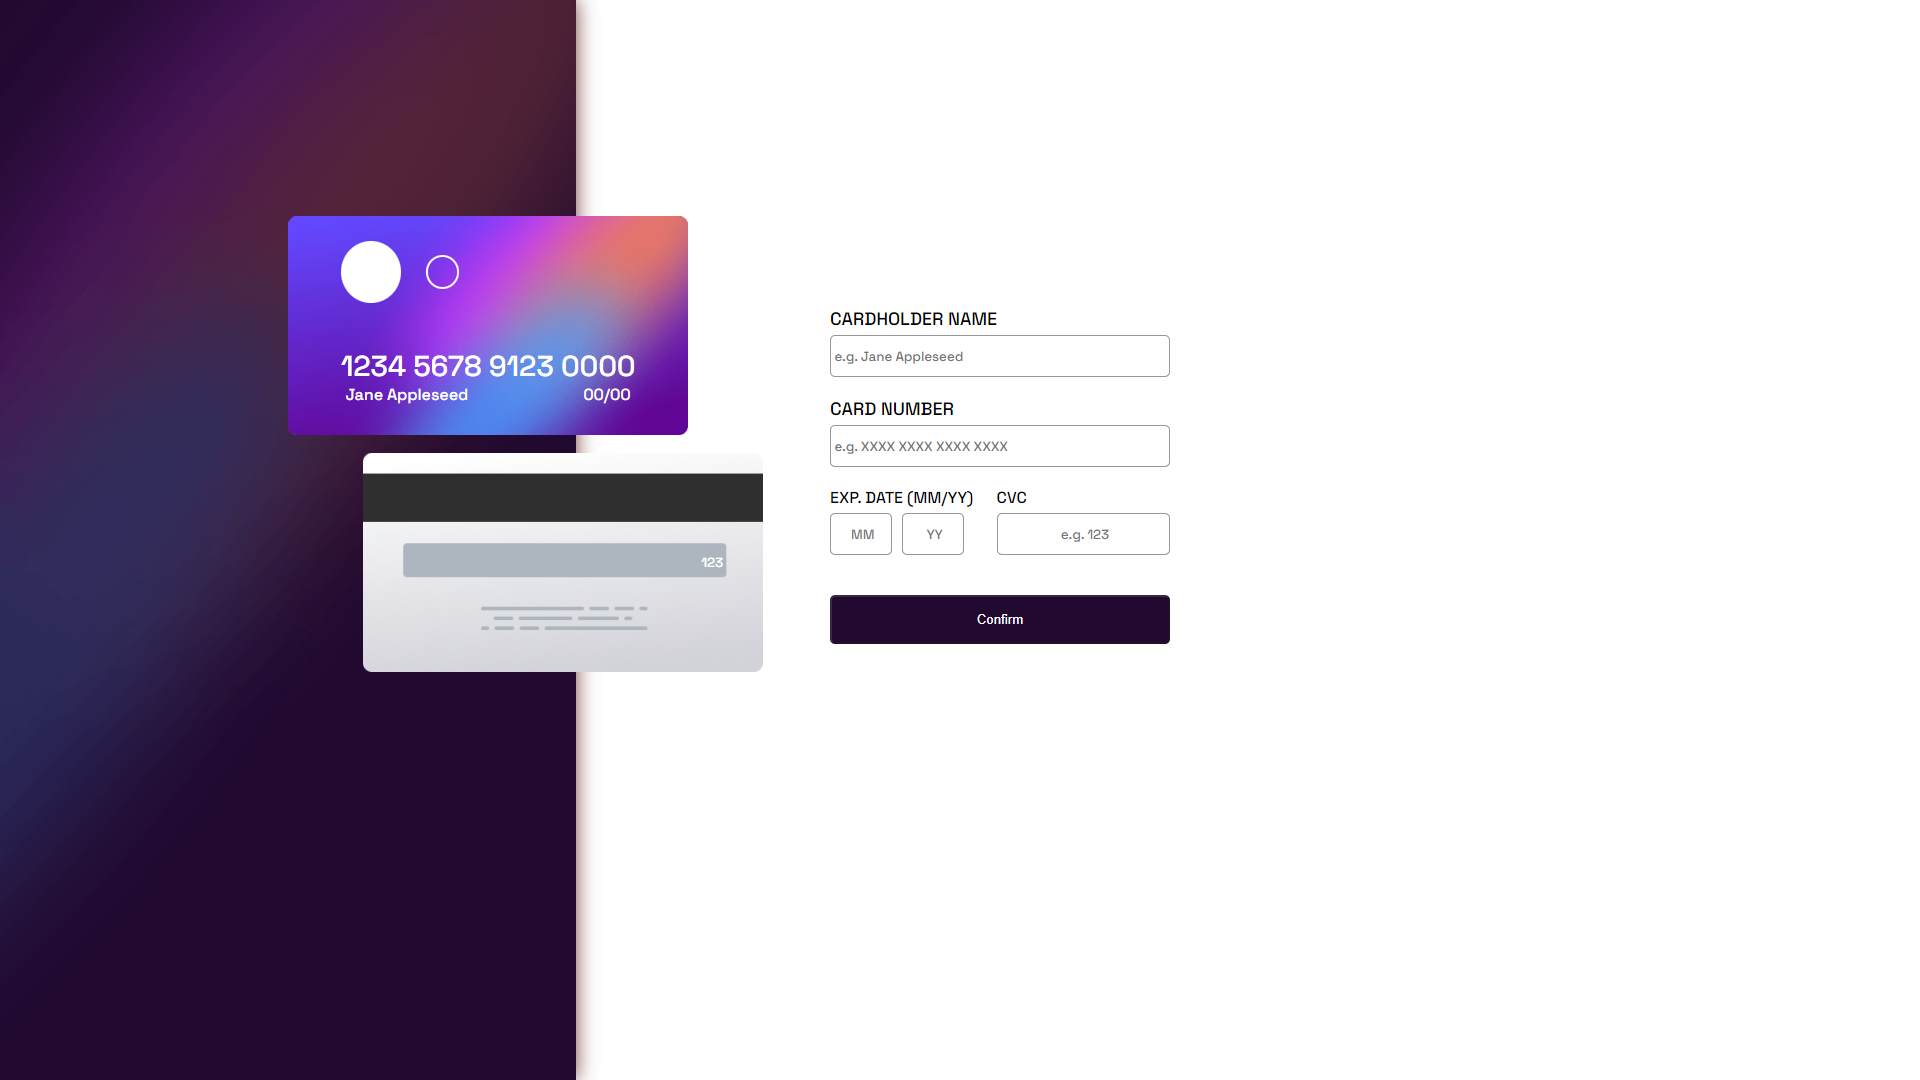 1234 5678 9123 0000
Jane Appleseed 00/00
123
CARDHOLDER NAME
e.g. Jane Appleseed
CARD NUMBER
e.g. XXXX XXXX XXXX XXXX
EXP. DATE (MM/YY) CVC
MM YY e.g. 123
Confirm